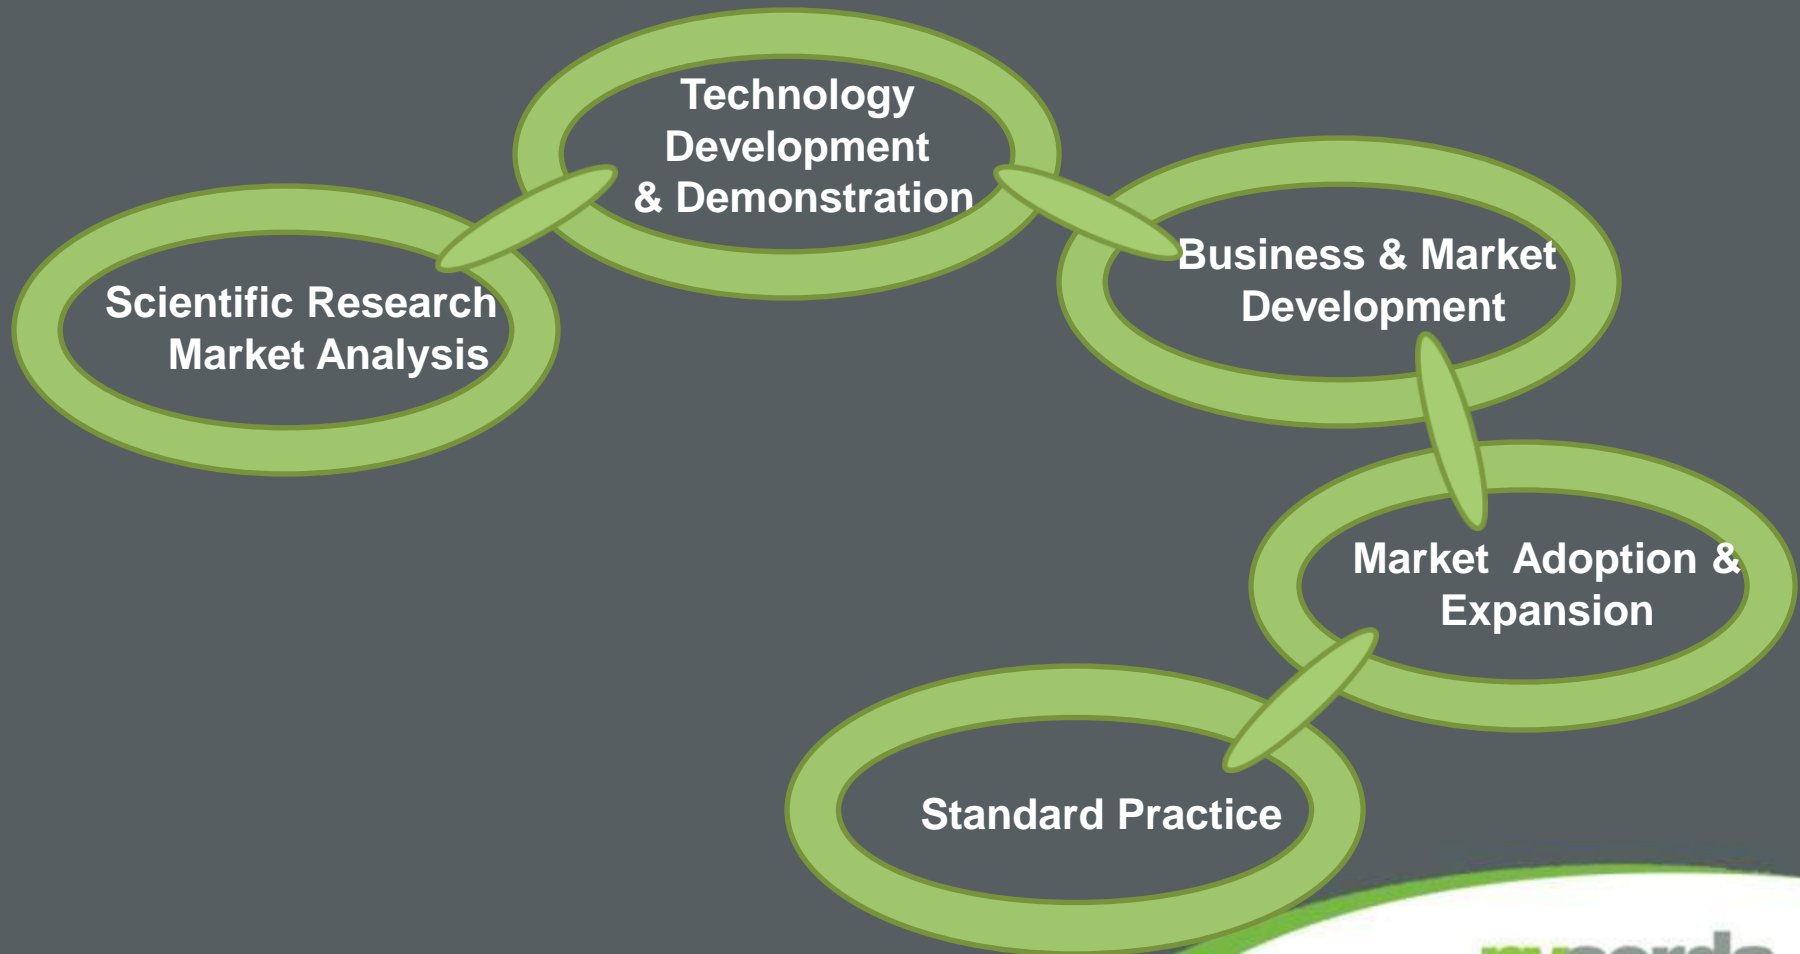 Technology
Development
& Demonstration
Scientific Research
Market Analysis
Business & Market
Development
Market  Adoption &
Expansion
Standard Practice